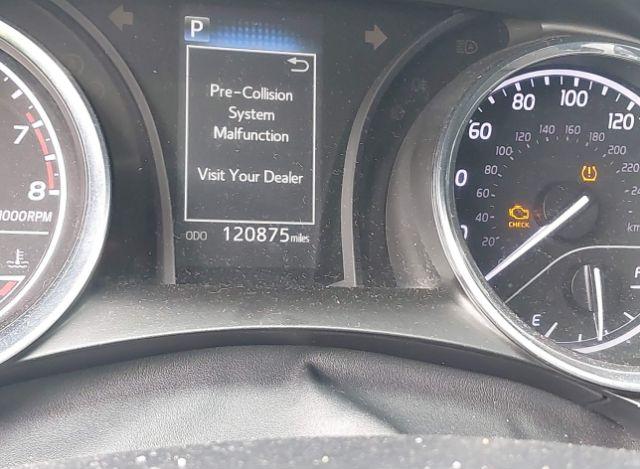 P
Pre-Collision
System
Malfunction
Visit Your Dealer
ODO 120875 miles
7
8
1000RPM
60 80 100 120
20 40 60 80 100 120 140 160 180 200 220
CHECK
E